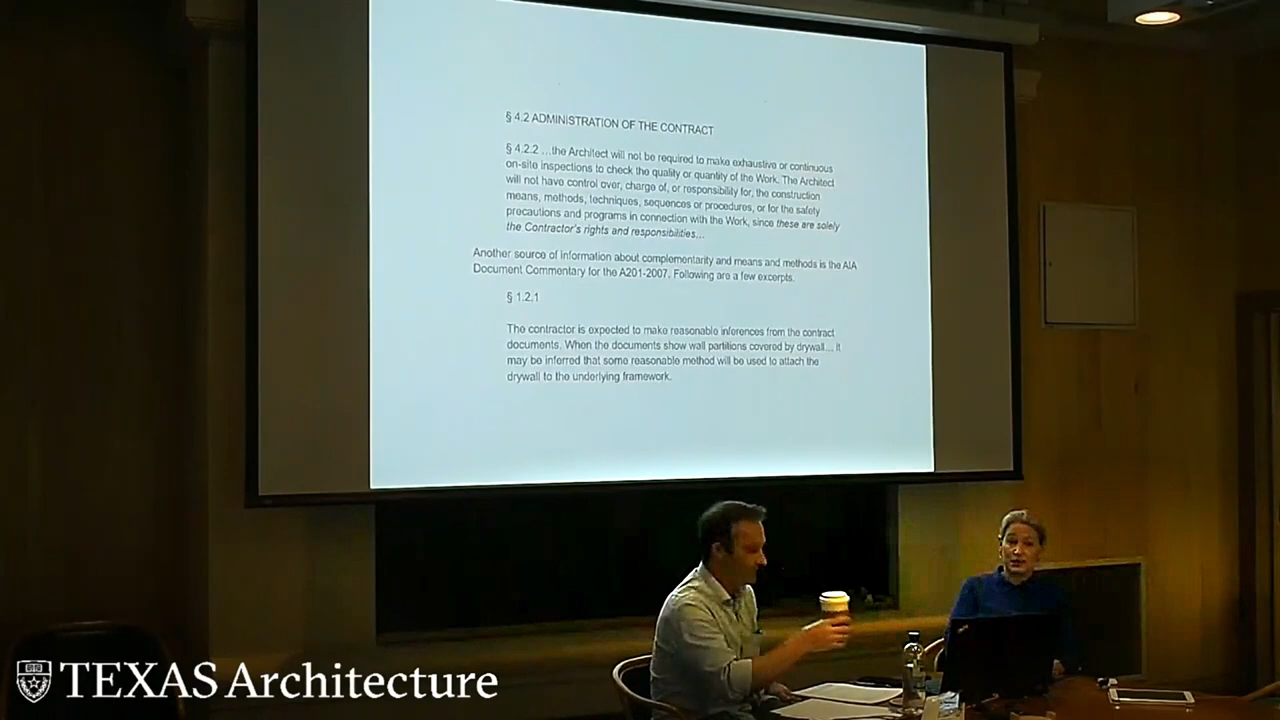 § 4.2 ADMINISTRATION OF THE CONTRACT
§ 4.2.2 ...the Architect will not be required to make exhaustive or continuous
on-site inspections to check the quality or quantity of the Work. The Architect
will not have control over, charge of, or responsibility for, the construction
means, methods, techniques, sequences or procedures, or for the safety
precautions and programs in connection with the Work, since these are solely
the Contractor's rights and responsibilities...
Another source of information about complementarity and means and methods is the AIA
Document Commentary for the A201-2007. Following are a few excerpts.
§ 1.2.1
The contractor is expected to make reasonable inferences from the contract
documents. When the documents show wall partitions covered by drywall... it
may be inferred that some reasonable method will be used to attach the
drywall to the underlying framework.
TEXAS Architecture